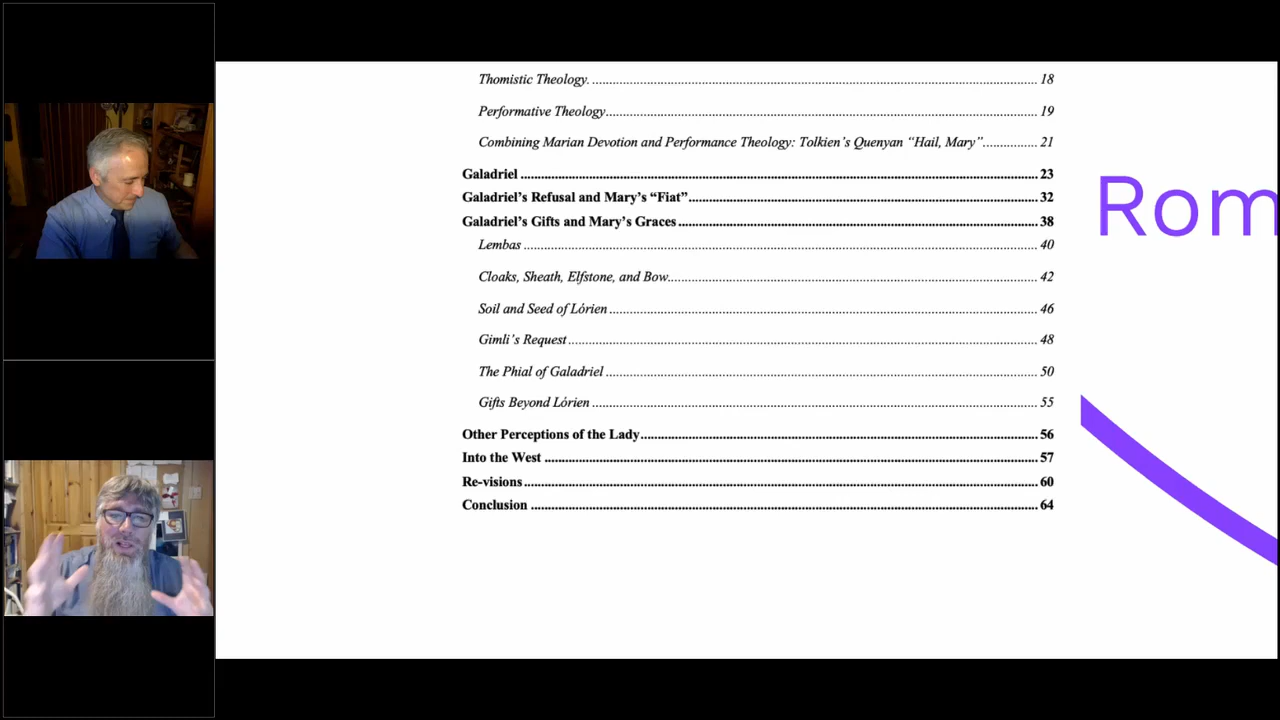 Thomistic Theology. 18
Performative Theology 19
Combining Marian Devotion and Performance Theology: Tolkien’s Quenyan “Hail, Mary” 21
Galadriel 23
Galadriel’s Refusal and Mary’s “Fiat” 32
Galadriel’s Gifts and Mary’s Graces 38
Lembas 40
Cloaks, Sheath, Elfstone, and Bow 42
Soil and Seed of Lórien 46
Gimli’s Request 48
The Phial of Galadriel 50
Gifts Beyond Lórien 55
Other Perceptions of the Lady 56
Into the West 57
Re-visions 60
Conclusion 64
Rom